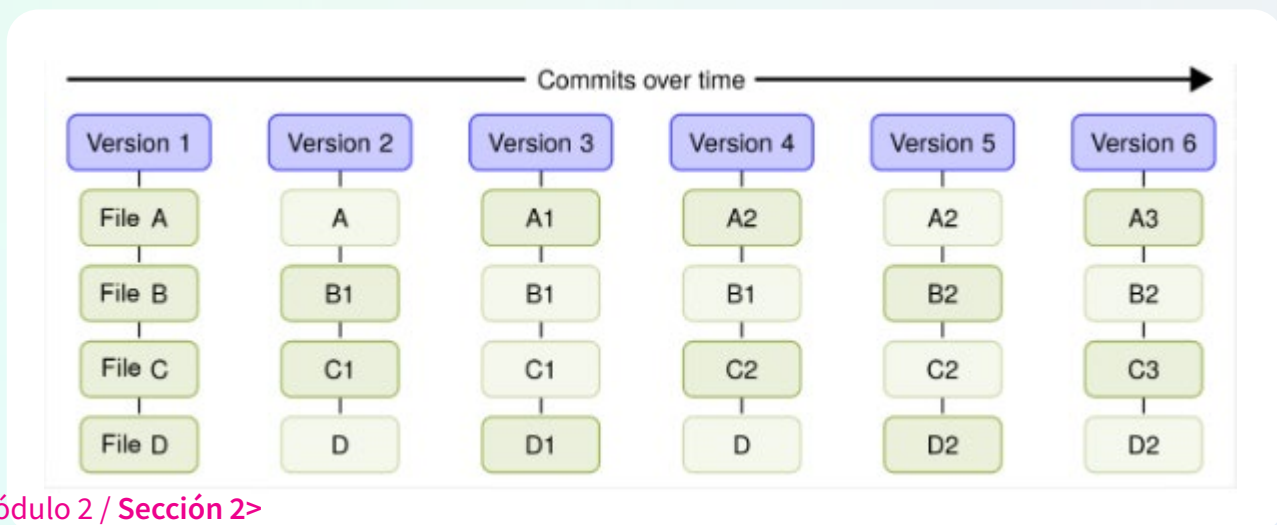 Commits over time
Version 1 Version 2 Version 3 Version 4 Version 5 Version 6
File A A A1 A2 A2 A3
File B B1 B1 B1 B2 B2
File C C1 C1 C2 C2 C3
File D D D1 D D2 D2
ódulo 2 / Sección 2>